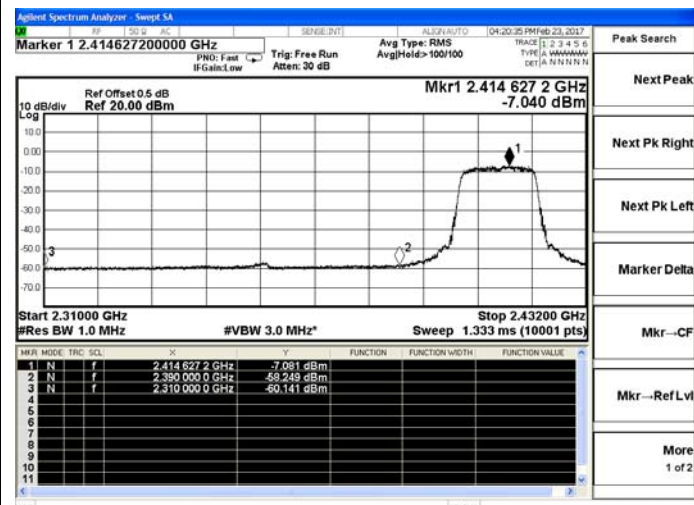 Agilent Spectrum Analyzer - Swept SA
RF 50 Ω AC SENSE:INT ALIGN AUTO 04:20:35 PM Feb 23, 2017
Marker 1 2.414627200000 GHz
PNO: Fast
IFGain:Low
Trig: Free Run
Atten: 30 dB
Avg Type: RMS
Avg|Hold:>100/100
TRACE 1 2 3 4 5 6
TYPE A WWWWW
DET A N N N N N
Peak Search
Next Peak
Next Pk Right
Next Pk Left
Marker Delta
Mkr→CF
Mkr→RefLvl
More
1 of 2
Mkr1 2.414 627 2 GHz
-7.040 dBm
Ref Offset 0.5 dB
10 dB/div Ref 20.00 dBm
Log
10.0
0.00
-10.0
-20.0
-30.0
-40.0
-50.0
-60.0
-70.0
1
2
3
Start 2.31000 GHz Stop 2.43200 GHz
#Res BW 1.0 MHz #VBW 3.0 MHz* Sweep 1.333 ms (10001 pts)
MKR MODE TRC SCL X Y FUNCTION FUNCTION WIDTH FUNCTION VALUE
1 N f 2.414 627 2 GHz -7.081 dBm
2 N f 2.390 000 0 GHz -58.249 dBm
3 N f 2.310 000 0 GHz -60.141 dBm
4
5
6
7
8
9
10
11